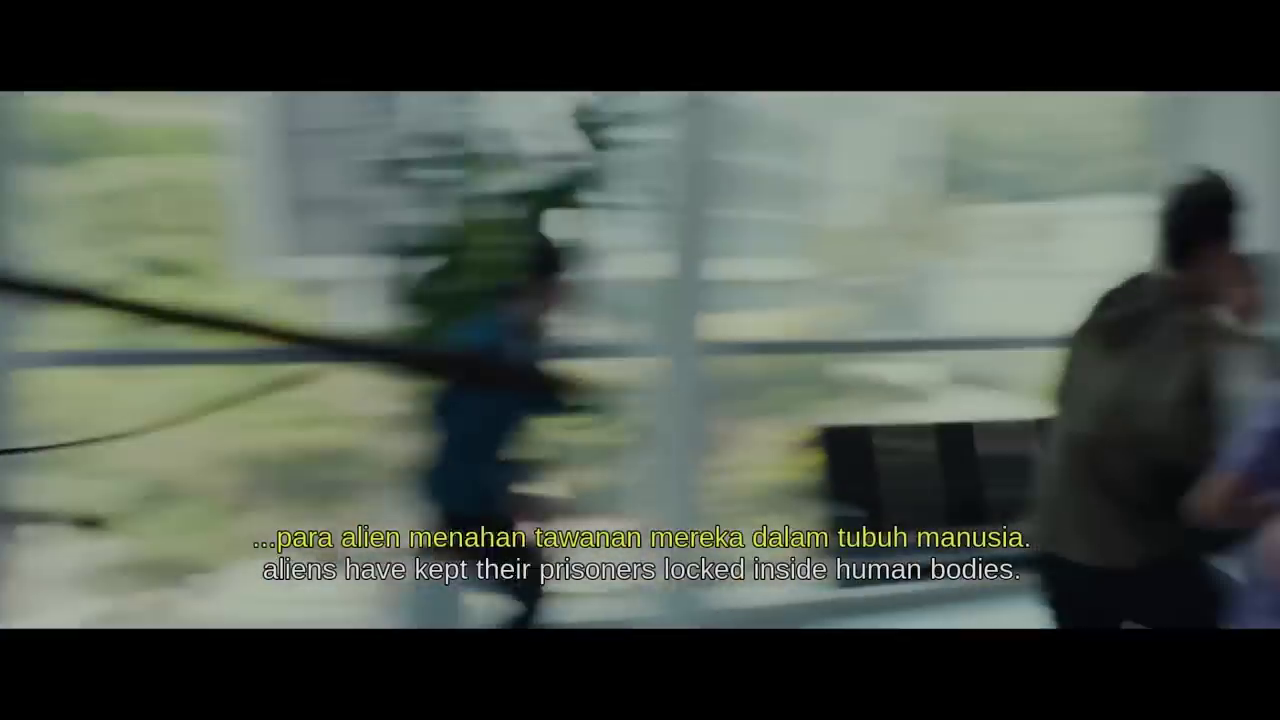 ...para alien menahan tawanan mereka dalam tubuh manusia.
aliens have kept their prisoners locked inside human bodies.